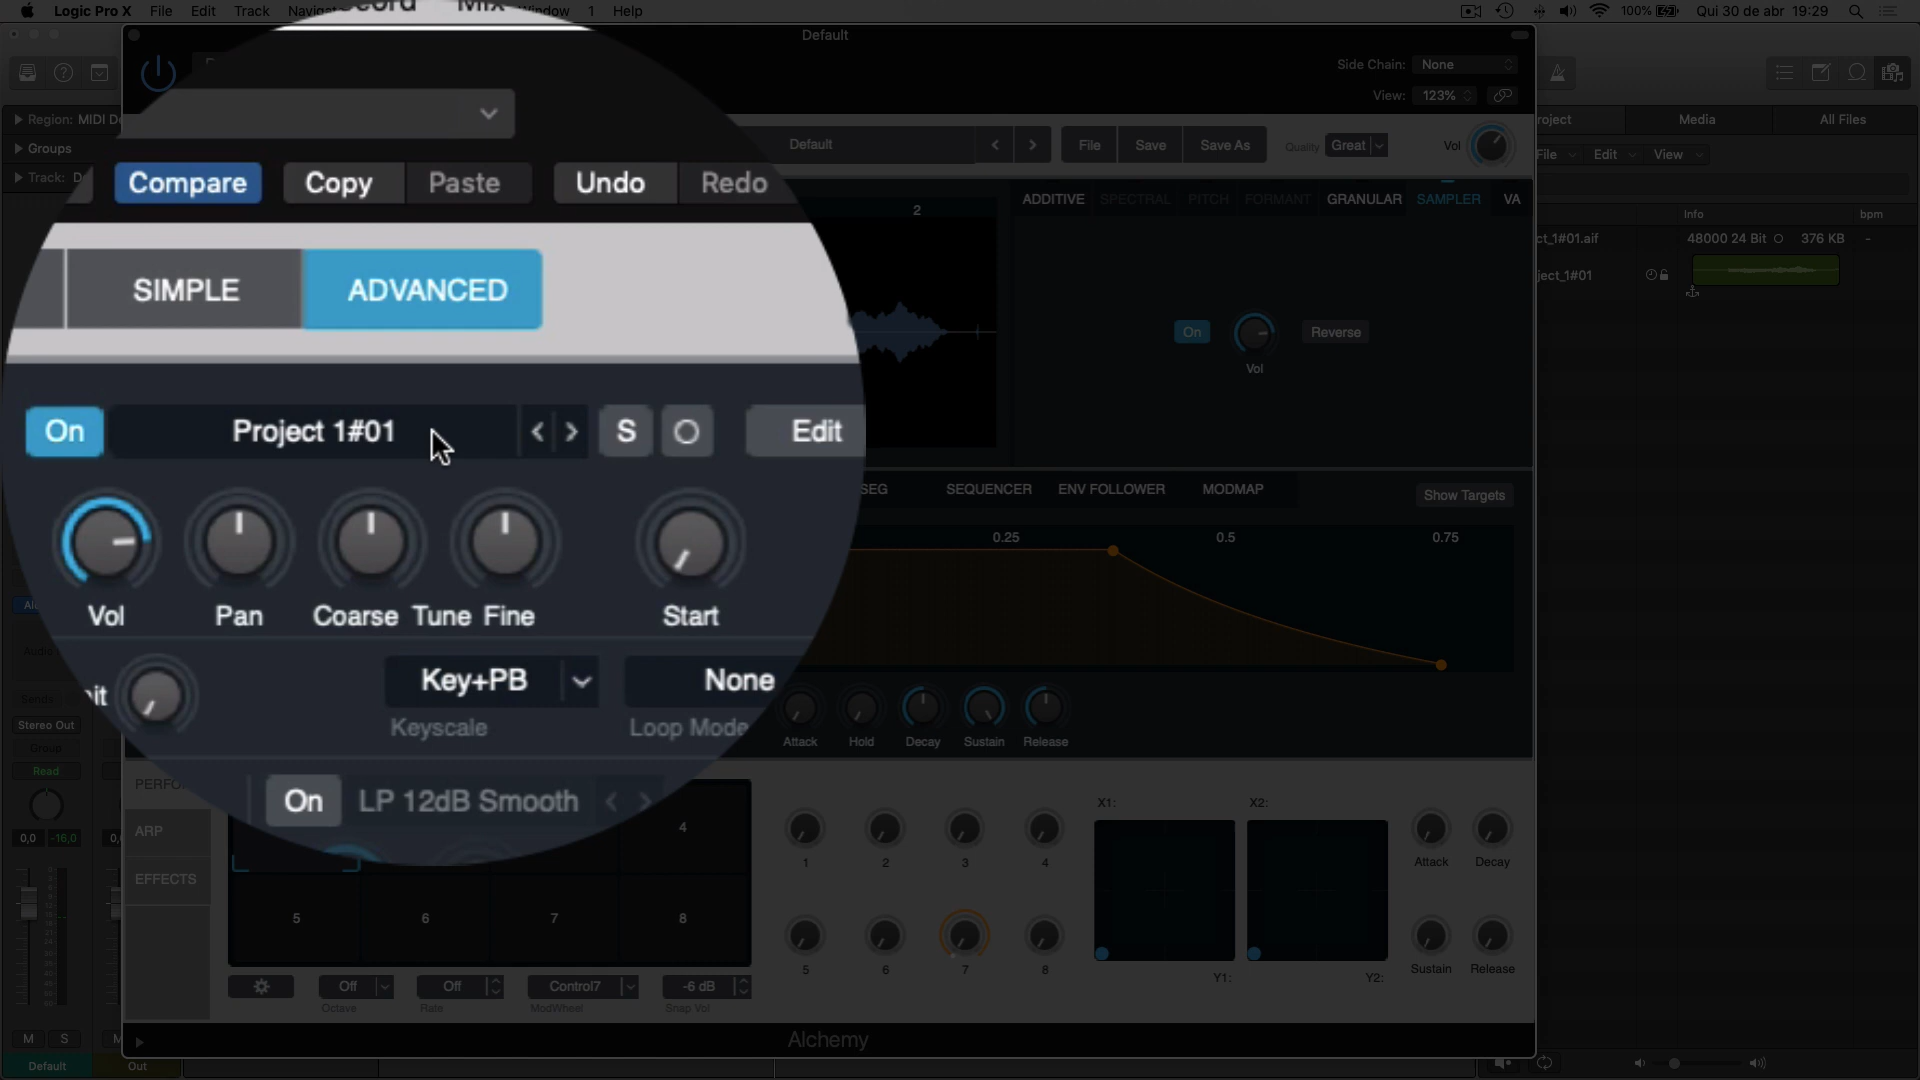 Logic Pro X File Edit Track Navigat indow 1 Help 100% Qui 30 de abr 19:29
cord Mix
Default
Side Chain: None
View: 123%
Default File Save Save As Quality Great Vol
roject Media All Files
File Edit View
Region: MIDI De
Groups
Track: D
Compare Copy Paste Undo Redo
2 ADDITIVE SPECTRAL PITCH FORMANT GRANULAR SAMPLER VA
Info bpm
ct_1#01.aif 48000 24 Bit 376 KB -
ject_1#01
SIMPLE ADVANCED
On Vol Reverse
On Project 1#01 < > S O Edit
SEG SEQUENCER ENV FOLLOWER MODMAP Show Targets
0.25 0.5 0.75
Vol Pan Coarse Tune Fine Start
Key+PB None
Keyscale Loop Mode
Attack Hold Decay Sustain Release
Sends
Stereo Out
Group
Read
0,0 -16,0 0,
On LP 12dB Smooth < >
PERFO
ARP
EFFECTS
4
5 6 7 8
1 2 3 4
5 6 7 8
X1: X2:
Y1: Y2:
Attack Decay
Sustain Release
Off Off Control7 -6 dB
Octave Rate ModWheel Snap Vol
Alchemy
M S M
Default Out